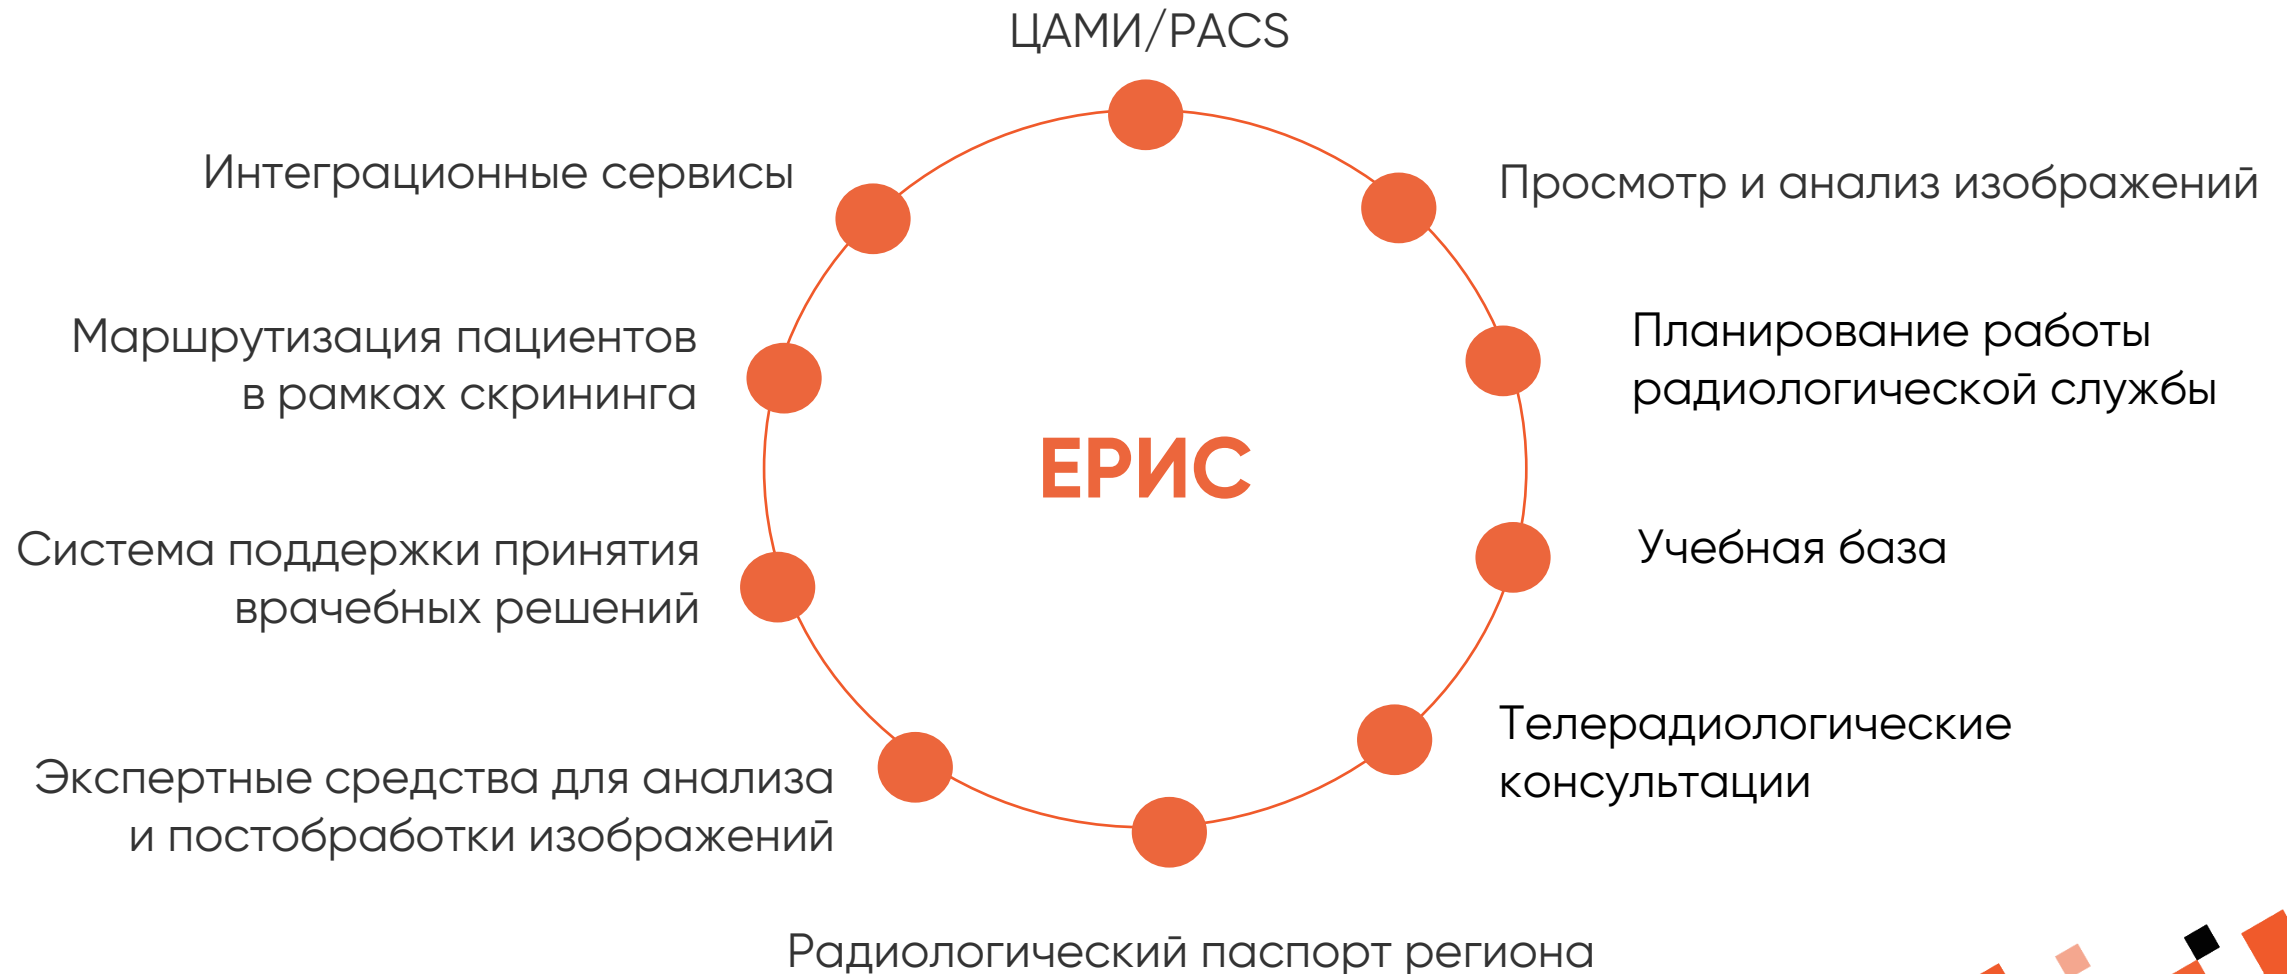 ЦАМИ/PACS
Интеграционные сервисы
Просмотр и анализ изображений
Маршрутизация пациентов
в рамках скрининга
Планирование работы
радиологической службы
ЕРИС
Система поддержки принятия
врачебных решений
Учебная база
Экспертные средства для анализа
и постобработки изображений
Телерадиологические
консультации
Радиологический паспорт региона